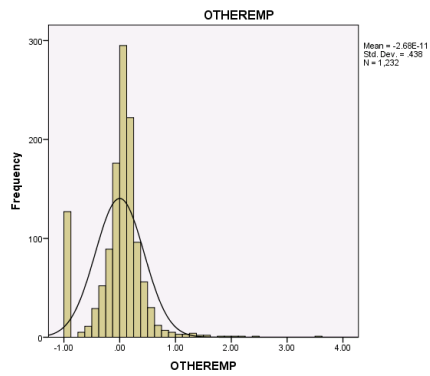 OTHEREMP
Mean = -2.68E-11
Std. Dev. = .438
N = 1,232
300
200
100
0
Frequency
-1.00 .00 1.00 2.00 3.00 4.00
OTHEREMP